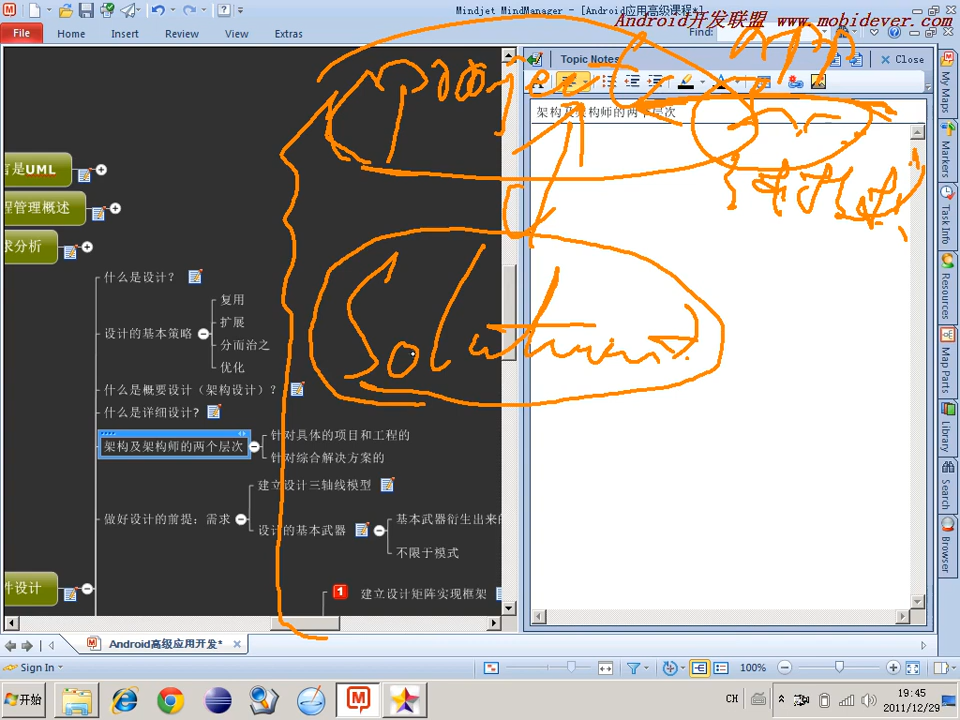 Mindjet MindManager - [Android应用高级课程*]
Android开发联盟 www.mobidever.com
File Home Insert Review View Extras Find:
Topic Notes Close
架构及架构师的两个层次
project
app
Solution
言是UML
程管理概述
求分析
什么是设计？
设计的基本策略
复用
扩展
分而治之
优化
什么是概要设计（架构设计）？
什么是详细设计?
架构及架构师的两个层次
针对具体的项目和工程的
针对综合解决方案的
做好设计的前提：需求
建立设计三轴线模型
设计的基本武器
基本武器衍生出来的
不限于模式
件设计
1 建立设计矩阵实现框架
My Maps
Markers
Task Info
Resources
Map Parts
Library
Search
Browser
Android高级应用开发*
Sign In
100%
开始
CH
19:45
2011/12/29